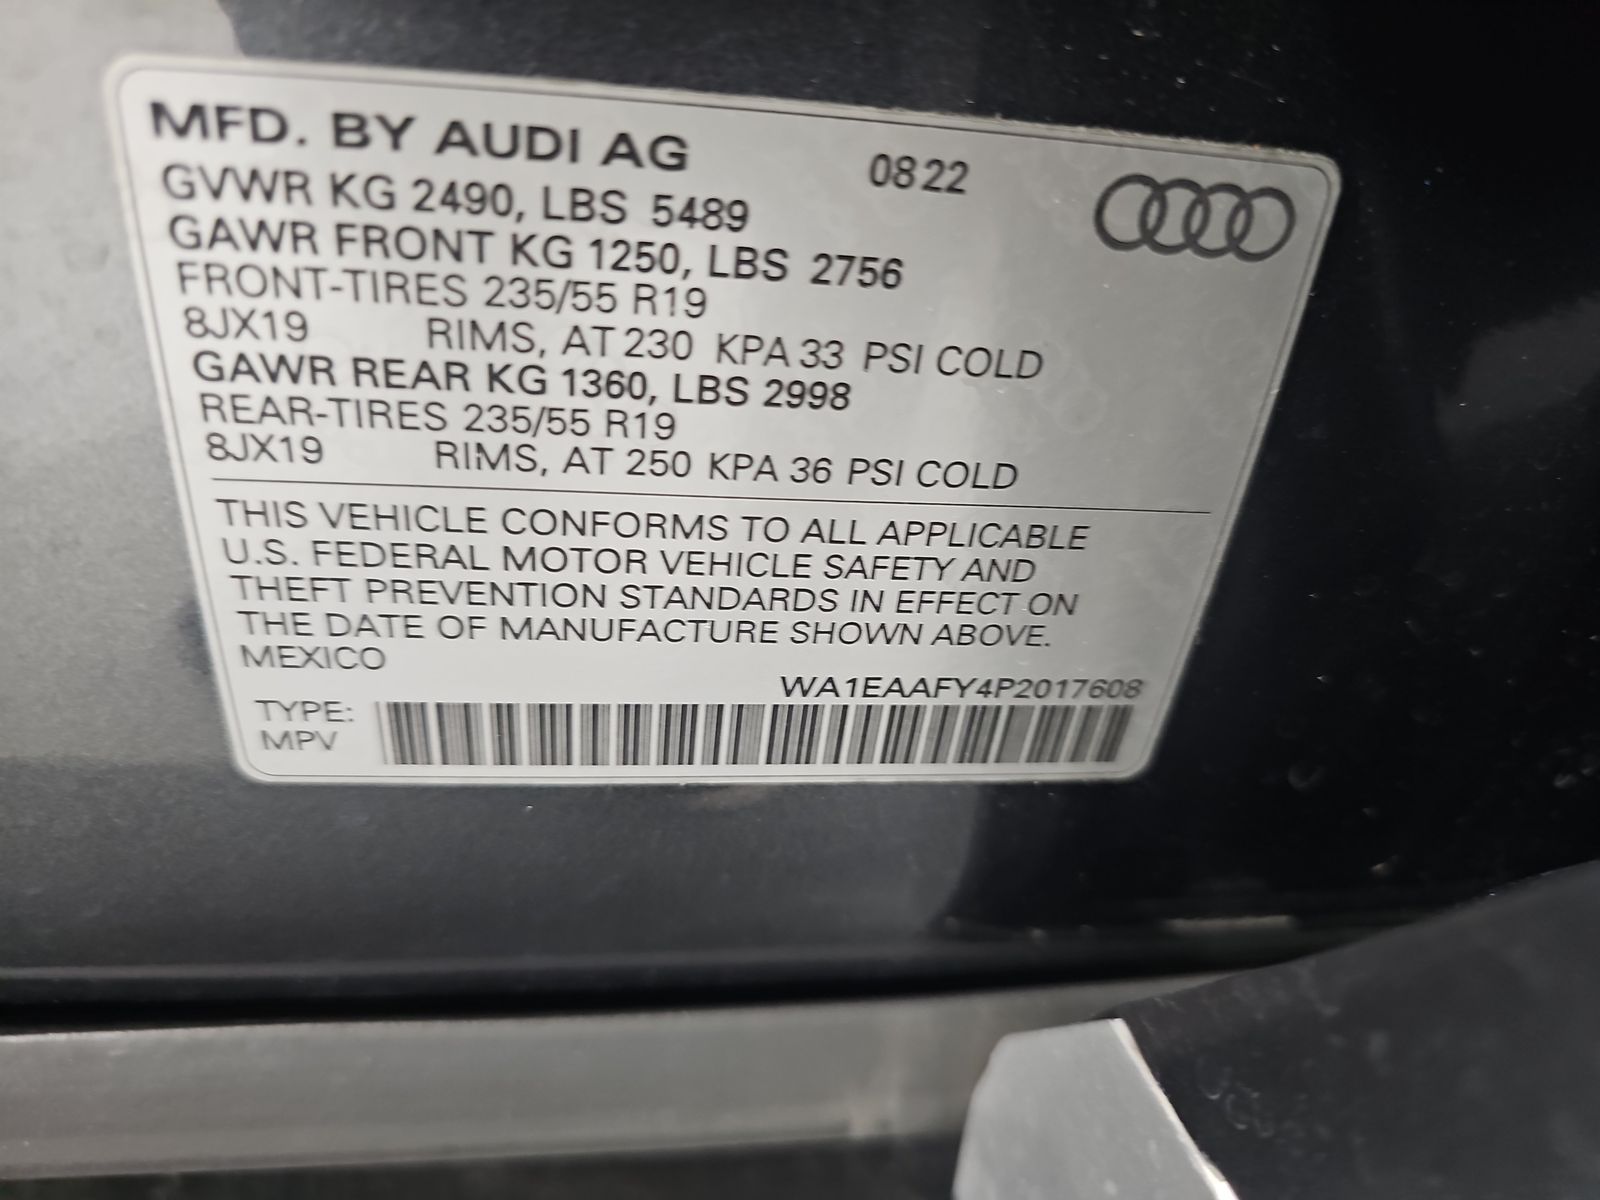 MFD. BY AUDI AG 0822
GVWR KG 2490, LBS 5489
GAWR FRONT KG 1250, LBS 2756
FRONT-TIRES 235/55 R19
8JX19 RIMS, AT 230 KPA 33 PSI COLD
GAWR REAR KG 1360, LBS 2998
REAR-TIRES 235/55 R19
8JX19 RIMS, AT 250 KPA 36 PSI COLD
THIS VEHICLE CONFORMS TO ALL APPLICABLE
U.S. FEDERAL MOTOR VEHICLE SAFETY AND
THEFT PREVENTION STANDARDS IN EFFECT ON
THE DATE OF MANUFACTURE SHOWN ABOVE.
MEXICO
WA1EAAFY4P2017608
TYPE:
MPV